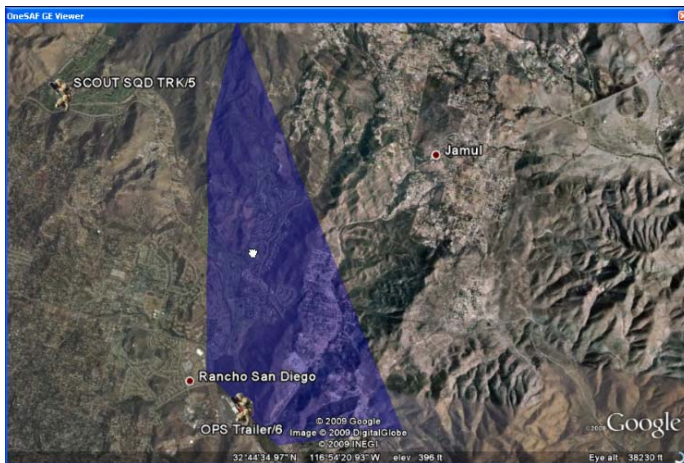 OneSAF GE Viewer
SCOUT SQD TRK/5
Jamul
Rancho San Diego
OPS Trailer/6
© 2009 Google
Image © 2009 DigitalGlobe
© 2009 INEGI
©2009 Google
32°44'34.97" N 116°54'20.93" W elev 396 ft Eye alt 38230 ft